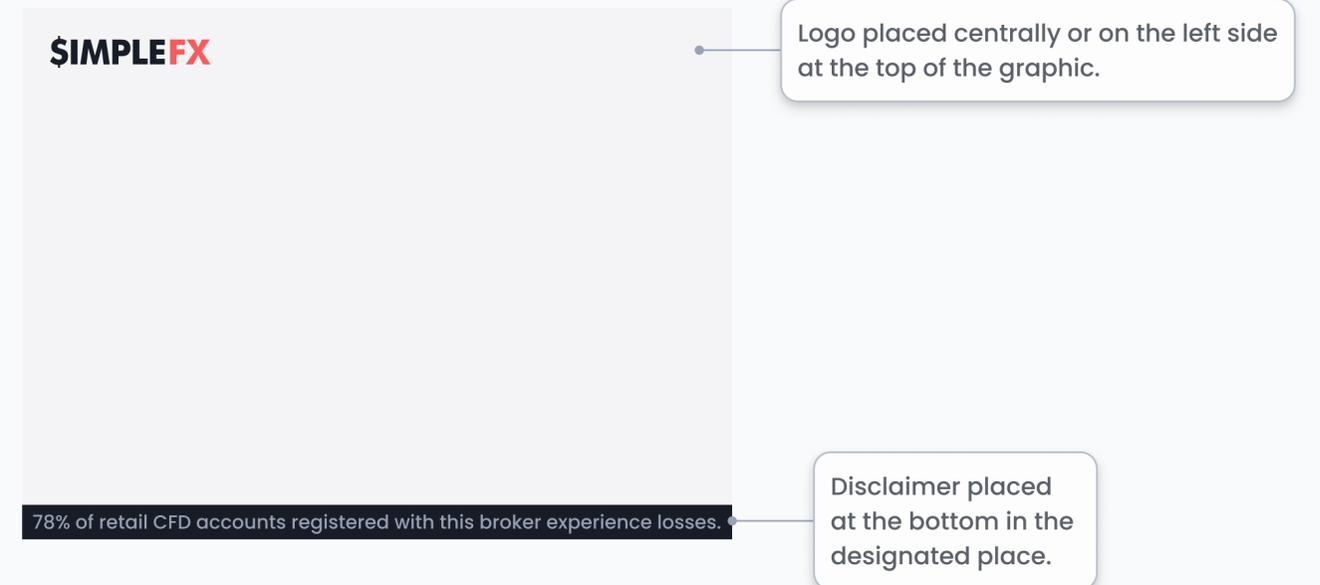 $IMPLEFX
Logo placed centrally or on the left side
at the top of the graphic.
78% of retail CFD accounts registered with this broker experience losses.
Disclaimer placed
at the bottom in the
designated place.